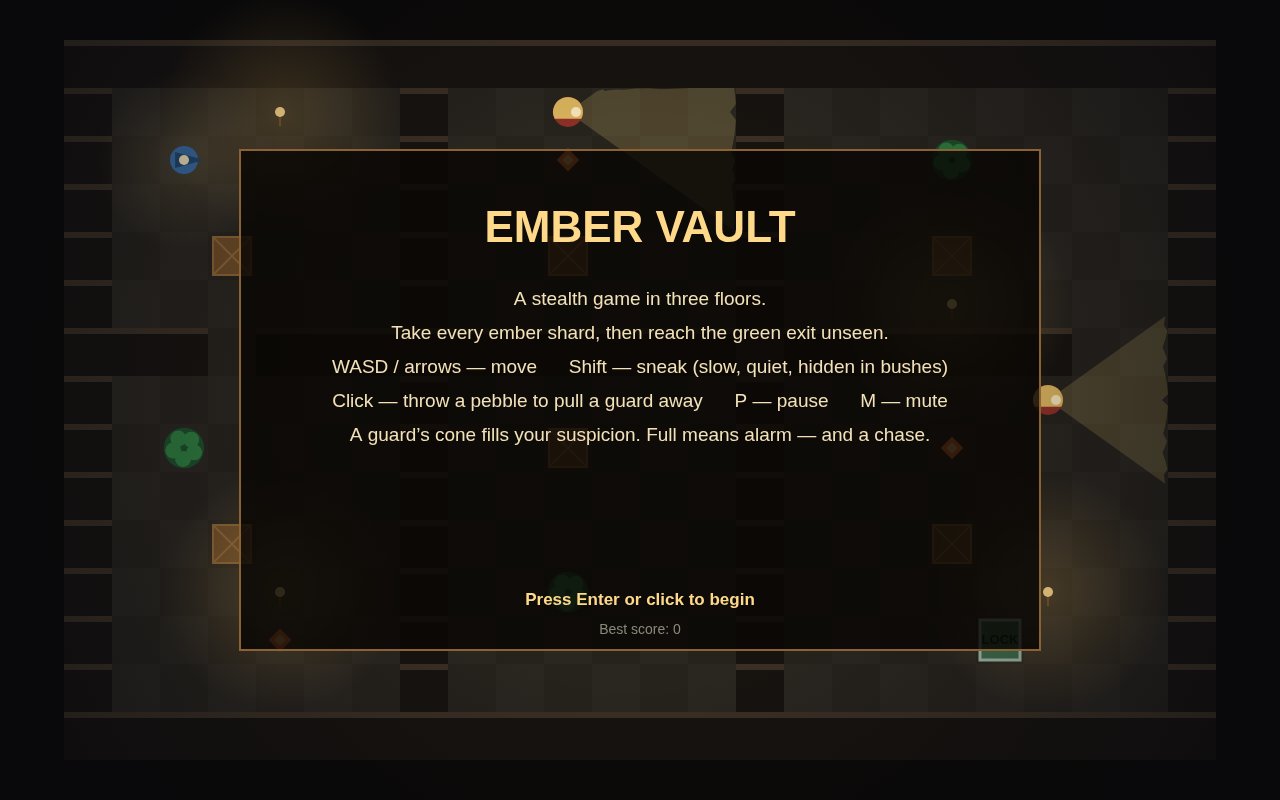 EMBER VAULT
A stealth game in three floors.
Take every ember shard, then reach the green exit unseen.
WASD / arrows — move Shift — sneak (slow, quiet, hidden in bushes)
Click — throw a pebble to pull a guard away P — pause M — mute
A guard’s cone fills your suspicion. Full means alarm — and a chase.
Press Enter or click to begin
Best score: 0
LOCK